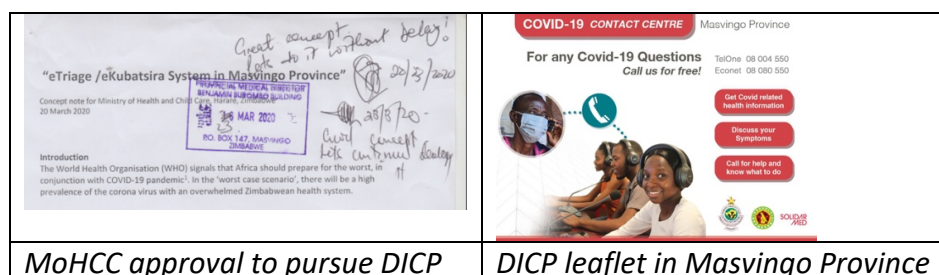 Great concept
lets do it without delay!
"eTriage /eKubatsira System in Masvingo Province"
20/3/2020
Concept note for Ministry of Health and Child Care, Harare, Zimbabwe
20 March 2020
PROVINCIAL MEDICAL DIRECTOR
BENJAMIN BUROMBO BUILDING
MAR 2020
P.O. BOX 147, MASVINGO
ZIMBABWE
Good concept
Lets continue
Introduction
The World Health Organisation (WHO) signals that Africa should prepare for the worst, in
conjunction with COVID-19 pandemic¹. In the 'worst case scenario', there will be a high
prevalence of the corona virus with an overwhelmed Zimbabwean health system.
MoHCC approval to pursue DICP
COVID-19 CONTACT CENTRE Masvingo Province
For any Covid-19 Questions
Call us for free!
TelOne 08 004 550
Econet 08 080 550
Get Covid related
health information
Discuss your
Symptoms
Call for help and
know what to do
SOLIDAR
MED
DICP leaflet in Masvingo Province